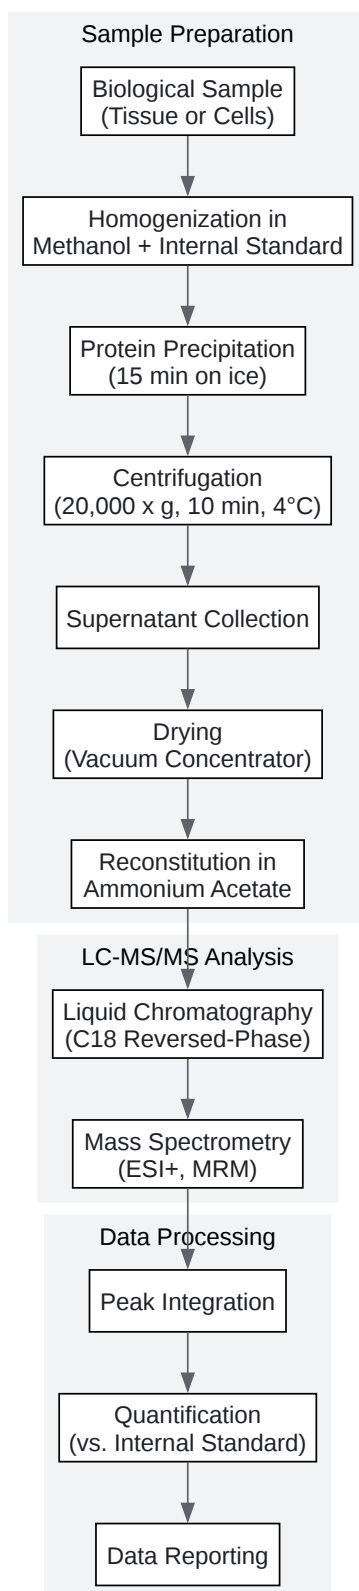 Sample Preparation
Biological Sample
(Tissue or Cells)
Homogenization in
Methanol + Internal Standard
Protein Precipitation
(15 min on ice)
Centrifugation
(20,000 x g, 10 min, 4°C)
Supernatant Collection
Drying
(Vacuum Concentrator)
Reconstitution in
Ammonium Acetate
LC-MS/MS Analysis
Liquid Chromatography
(C18 Reversed-Phase)
Mass Spectrometry
(ESI+, MRM)
Data Processing
Peak Integration
Quantification
(vs. Internal Standard)
Data Reporting